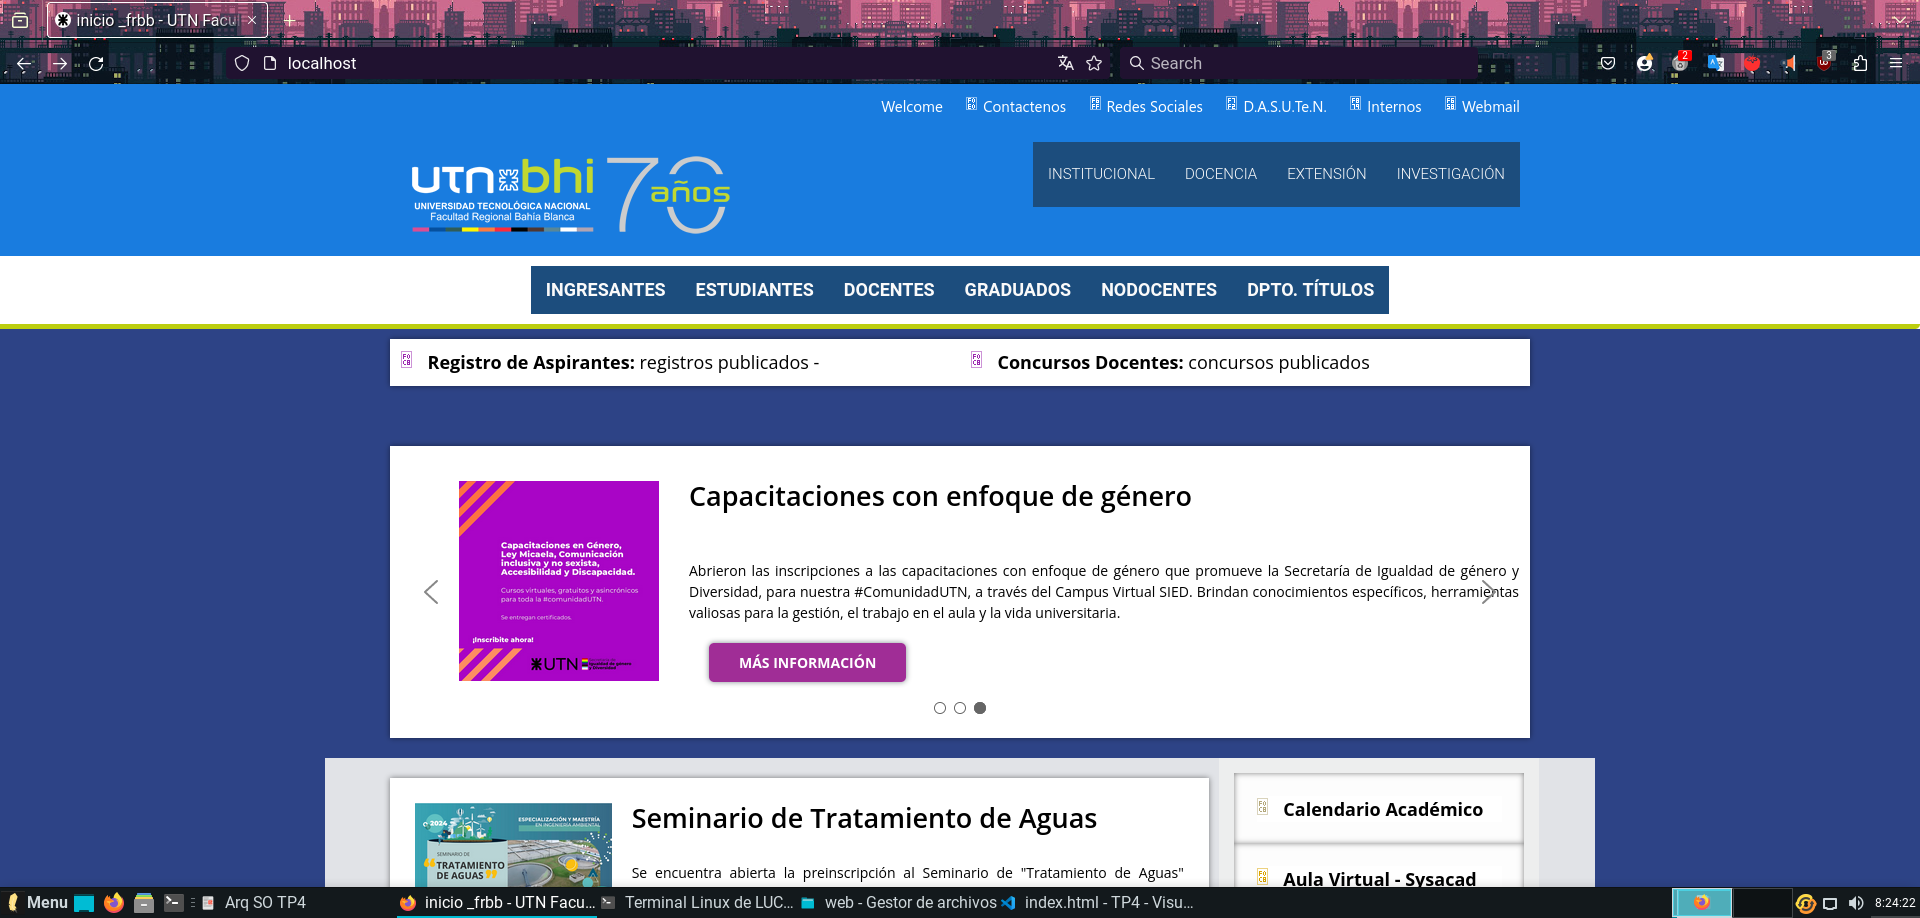 inicio _frbb - UTN Facu
localhost
Search
2
3
Welcome
Contactenos
Redes Sociales
D.A.S.U.Te.N.
Internos
Webmail
utn bhi 70 años
UNIVERSIDAD TECNOLÓGICA NACIONAL
Facultad Regional Bahía Blanca
INSTITUCIONAL DOCENCIA EXTENSIÓN INVESTIGACIÓN
INGRESANTES ESTUDIANTES DOCENTES GRADUADOS NODOCENTES DPTO. TÍTULOS
Registro de Aspirantes: registros publicados -
Concursos Docentes: concursos publicados
Capacitaciones en Género,
Ley Micaela, Comunicación
inclusiva y no sexista,
Accesibilidad y Discapacidad.
Cursos virtuales, gratuitos y asincrónicos
para toda la #comunidadUTN.
Se entregan certificados.
¡Inscribite ahora!
UTN
Capacitaciones con enfoque de género
Abrieron las inscripciones a las capacitaciones con enfoque de género que promueve la Secretaría de Igualdad de género y
Diversidad, para nuestra #ComunidadUTN, a través del Campus Virtual SIED. Brindan conocimientos específicos, herramientas
valiosas para la gestión, el trabajo en el aula y la vida universitaria.
MÁS INFORMACIÓN
2024
ESPECIALIZACIÓN Y MAESTRÍA
EN INGENIERÍA AMBIENTAL
SEMINARIO DE
"TRATAMIENTO
DE AGUAS"
Seminario de Tratamiento de Aguas
Se encuentra abierta la preinscripción al Seminario de "Tratamiento de Aguas"
Calendario Académico
Aula Virtual - Sysacad
Menu
Arq SO TP4
inicio _frbb - UTN Facu...
Terminal Linux de LUC...
web - Gestor de archivos
index.html - TP4 - Visu...
8:24:22